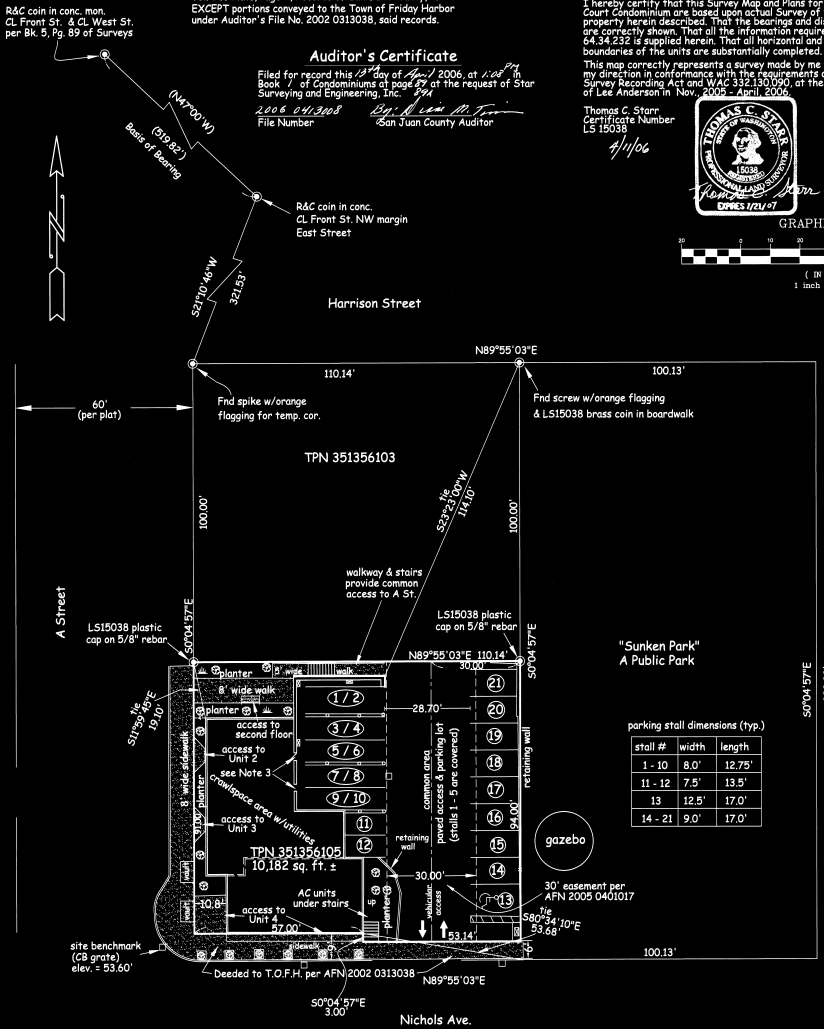 R&C coin in conc. mon.
CL Front St. & CL West St.
per Bk. 5, Pg. 89 of Surveys
EXCEPT portions conveyed to the Town of Friday Harbor
under Auditor's File No. 2002 0313038, said records.
Auditor's Certificate
Filed for record this 13th day of April 2006, at 1:08 PM in
Book 1 of Condominiums at page 89 at the request of Star
Surveying and Engineering, Inc. 89A
2006 0413008
File Number
San Juan County Auditor
I hereby certify that this Survey Map and Plans for
Court Condominium are based upon actual Survey of
property herein described. That the bearings and dis
are correctly shown. That all the information require
64.34.232 is supplied herein. That all horizontal and
boundaries of the units are substantially completed.
This map correctly represents a survey made by me
my direction in conformance with the requirements o
Survey Recording Act and WAC 332.130.090, at the
of Lee Anderson in Nov. 2005 - April, 2006.
Thomas C. Starr
Certificate Number
LS 15038
4/11/06
THOMAS C. STARR
STATE OF WASHINGTON
15038
REGISTERED
PROFESSIONAL LAND SURVEYOR
Thomas C. Starr
EXPIRES 7/21/07
GRAPHI
20 0 10 20
( IN
1 inch
(N47°00'W)
(519.82')
Basis of Bearing
R&C coin in conc.
CL Front St. NW margin
East Street
S21°10'46"W
321.53'
Harrison Street
N89°55'03"E
110.14'
100.13'
60'
(per plat)
Fnd spike w/orange
flagging for temp. cor.
Fnd screw w/orange flagging
& LS15038 brass coin in boardwalk
TPN 351356103
tie
S23°23'00"W
114.10'
100.00'
100.00'
walkway & stairs
provide common
access to A St.
A Street
LS15038 plastic
cap on 5/8" rebar
S0°04'57"E
LS15038 plastic
cap on 5/8" rebar
S0°04'57"E
N89°55'03"E 110.14'
30.00'
"Sunken Park"
A Public Park
S0°04'57"E
tie
S11°59'45"E
19.10'
planter
8' wide walk
8' wide walk
planter
access to
second floor
access to
Unit 2
see Note 3
crawlspace area w/utilities
access to
Unit 3
8' wide sidewalk
91.00'
planter
1 / 2
3 / 4
5 / 6
7 / 8
9 / 10
11
12
28.70'
common area
paved access & parking lot
(stalls 1 - 5 are covered)
21
20
19
18
17
16
15
14
13
retaining wall
94.00'
parking stall dimensions (typ.)
stall # width length
1 - 10 8.0' 12.75'
11 - 12 7.5' 13.5'
13 12.5' 17.0'
14 - 21 9.0' 17.0'
gazebo
retaining
wall
TPN 351356105
10,182 sq. ft. ±
30.00'
30' easement per
AFN 2005 0401017
vault
vault
AC units
under stairs
up
planter
vehicular
access
10.8'
access to
Unit 4
57.00'
53.14'
tie
S80°34'10"E
53.68'
site benchmark
(CB grate)
elev. = 53.60'
sidewalk
100.13'
Deeded to T.O.F.H. per AFN 2002 0313038
N89°55'03"E
S0°04'57"E
3.00'
Nichols Ave.